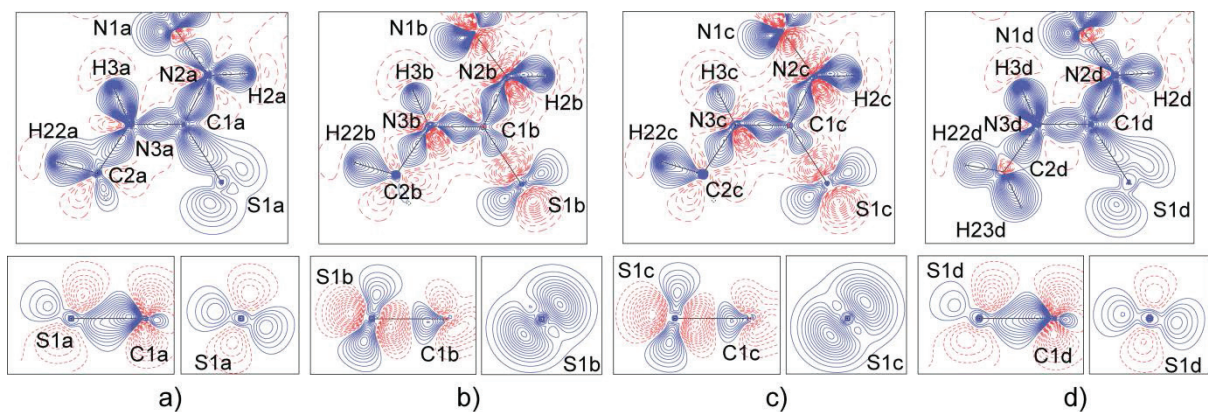 N1a
H3a
N2a
H2a
H22a
C1a
N3a
C2a
S1a
N1b
H3b
N2b
H2b
H22b
N3b
C1b
C2b
S1b
N1c
H3c
N2c
H2c
H22c
N3c
C1c
C2c
S1c
N1d
H3d
N2d
H2d
H22d
N3d
C1d
C2d
S1d
H23d
S1a
C1a
S1a
S1b
C1b
S1b
S1c
C1c
S1c
S1d
C1d
S1d
a)
b)
c)
d)